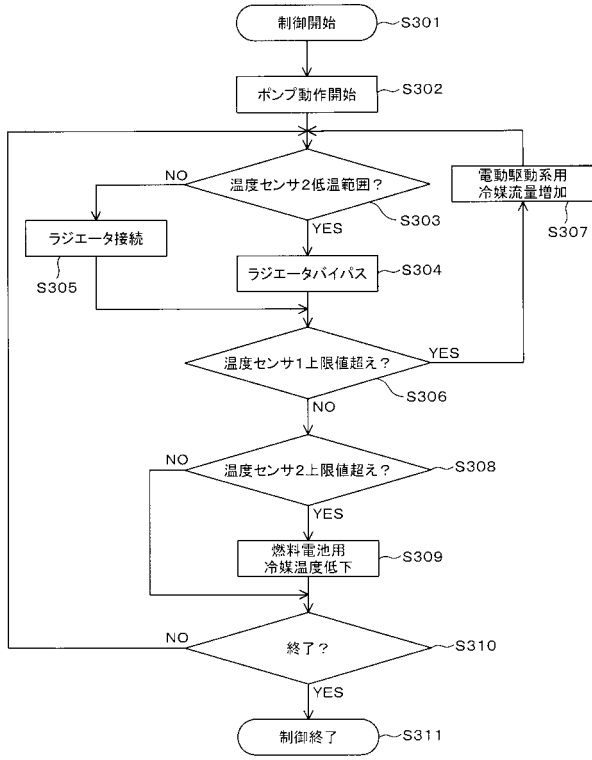 制御開始
S301
ポンプ動作開始
S302
温度センサ2低温範囲?
NO
YES
S303
電動駆動系用
冷媒流量増加
S307
ラジエータ接続
S305
ラジエータバイパス
S304
温度センサ1上限値超え?
YES
NO
S306
温度センサ2上限値超え?
NO
YES
S308
燃料電池用
冷媒温度低下
S309
終了?
NO
YES
S310
制御終了
S311